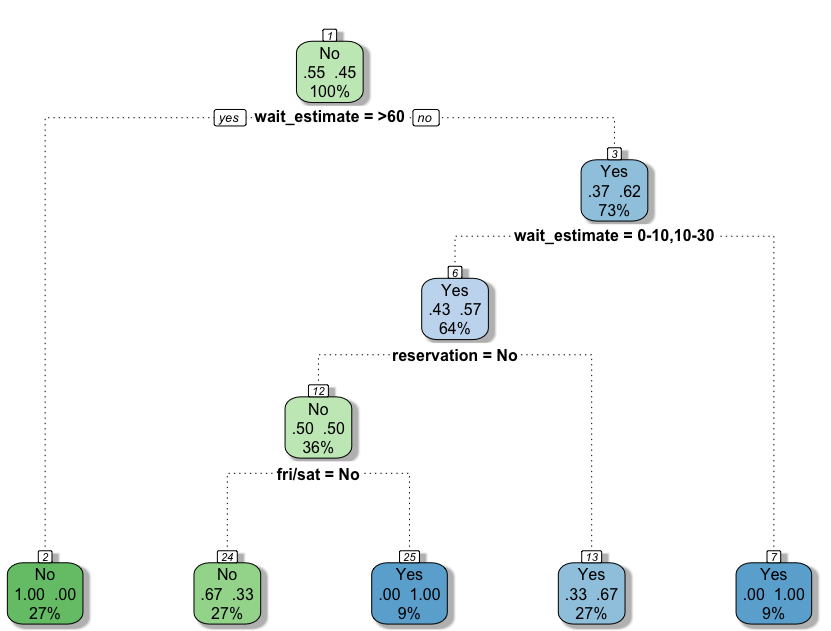 1
No
.55 .45
100%
yes wait_estimate = >60 no
3
Yes
.37 .62
73%
wait_estimate = 0-10,10-30
6
Yes
.43 .57
64%
reservation = No
12
No
.50 .50
36%
fri/sat = No
2
No
1.00 .00
27%
24
No
.67 .33
27%
25
Yes
.00 1.00
9%
13
Yes
.33 .67
27%
7
Yes
.00 1.00
9%